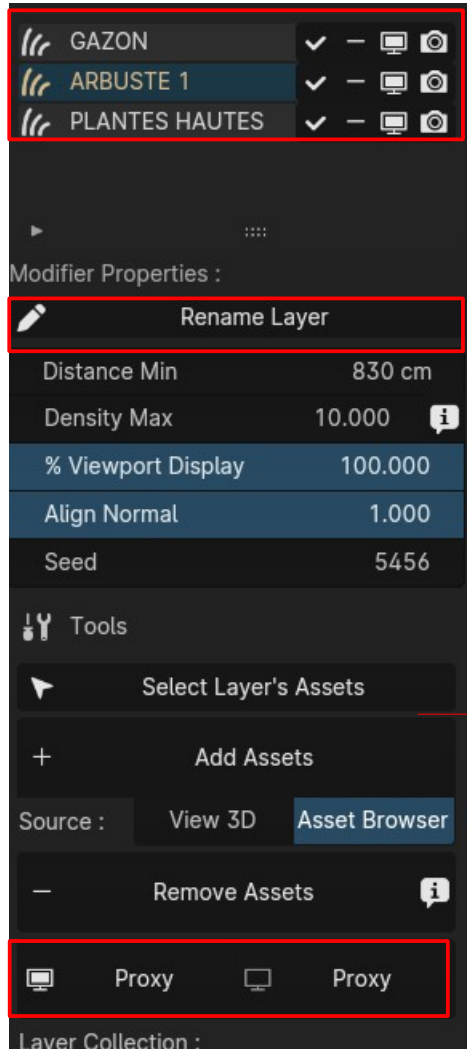 GAZON
ARBUSTE 1
PLANTES HAUTES
Modifier Properties :
Rename Layer
Distance Min 830 cm
Density Max 10.000
% Viewport Display 100.000
Align Normal 1.000
Seed 5456
Tools
Select Layer's Assets
+ Add Assets
Source : View 3D Asset Browser
− Remove Assets
Proxy Proxy
Layer Collection :